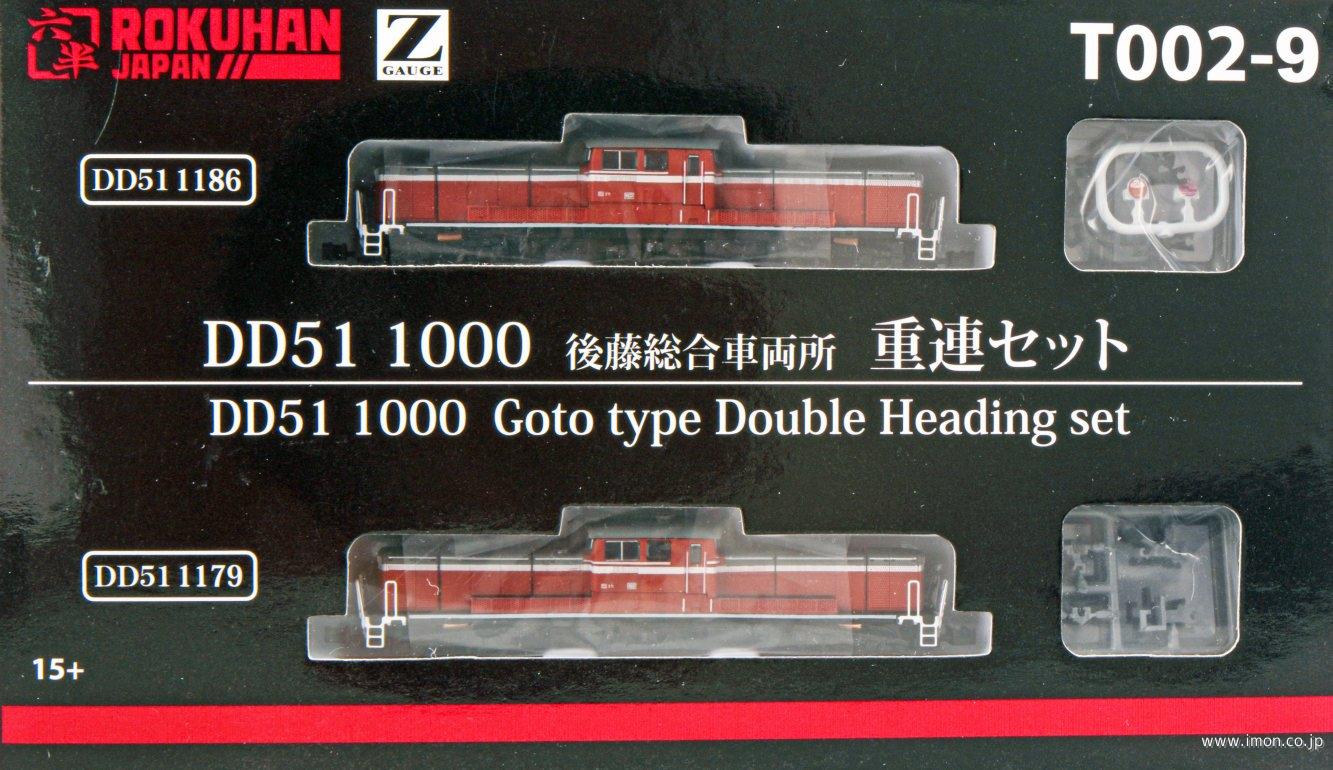 六半 ROKUHAN JAPAN
Z GAUGE
T002-9
DD51 1186
DD51 1000 後藤総合車両所 重連セット
DD51 1000 Goto type Double Heading set
DD51 1179
15+
www.imon.co.jp